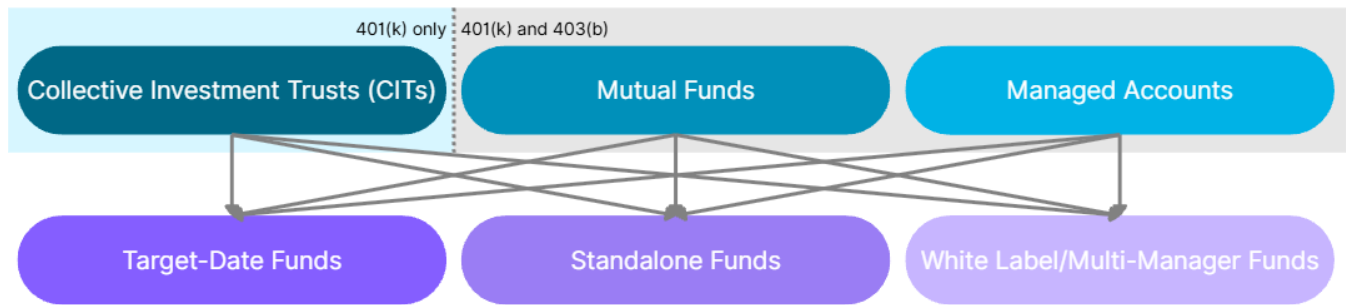 401(k) only
401(k) and 403(b)
Collective Investment Trusts (CITs)
Mutual Funds
Managed Accounts
Target-Date Funds
Standalone Funds
White Label/Multi-Manager Funds